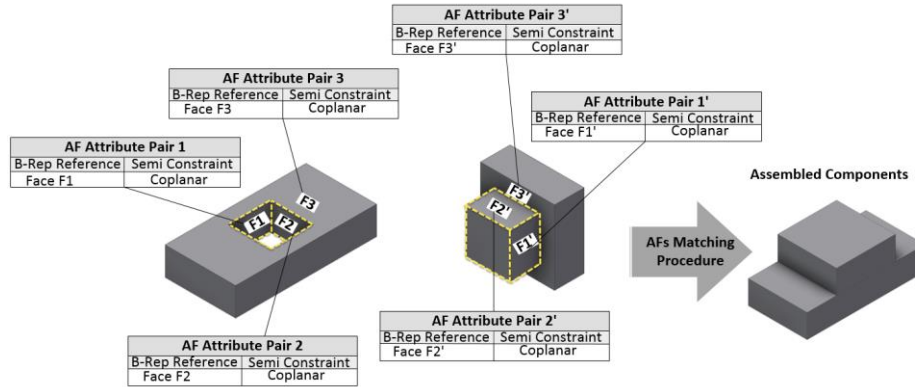 AF Attribute Pair 3'
B-Rep Reference Semi Constraint
Face F3' Coplanar
AF Attribute Pair 3
B-Rep Reference Semi Constraint
Face F3 Coplanar
AF Attribute Pair 1'
B-Rep Reference Semi Constraint
Face F1' Coplanar
AF Attribute Pair 1
B-Rep Reference Semi Constraint
Face F1 Coplanar
Assembled Components
F3
F1
F2
F3'
F2'
F1'
AFs Matching
Procedure
AF Attribute Pair 2
B-Rep Reference Semi Constraint
Face F2 Coplanar
AF Attribute Pair 2'
B-Rep Reference Semi Constraint
Face F2' Coplanar